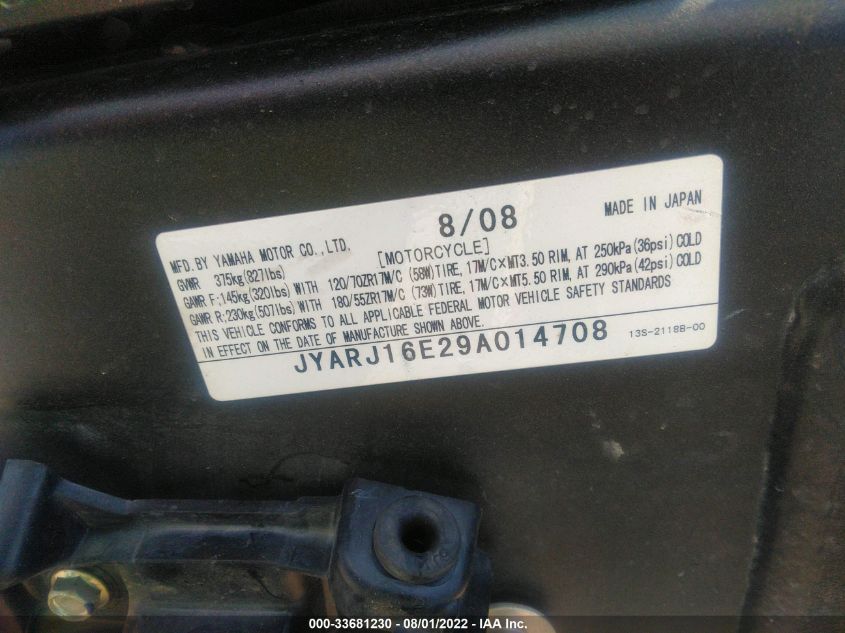 8/08
MADE IN JAPAN
MFD. BY YAMAHA MOTOR CO., LTD.
[MOTORCYCLE]
GVWR 375kg(827lbs)
GAWR F:145kg(320lbs) WITH 120/70ZR17M/C (58W) TIRE, 17M/C×MT3.50 RIM, AT 250kPa(36psi) COLD
GAWR R:230kg(507lbs) WITH 180/55ZR17M/C (73W) TIRE, 17M/C×MT5.50 RIM, AT 290kPa(42psi) COLD
THIS VEHICLE CONFORMS TO ALL APPLICABLE FEDERAL MOTOR VEHICLE SAFETY STANDARDS
IN EFFECT ON THE DATE OF MANUFACTURE SHOWN ABOVE.
JYARJ16E29A014708
13S-2118B-00
000-33681230 - 08/01/2022 - IAA Inc.